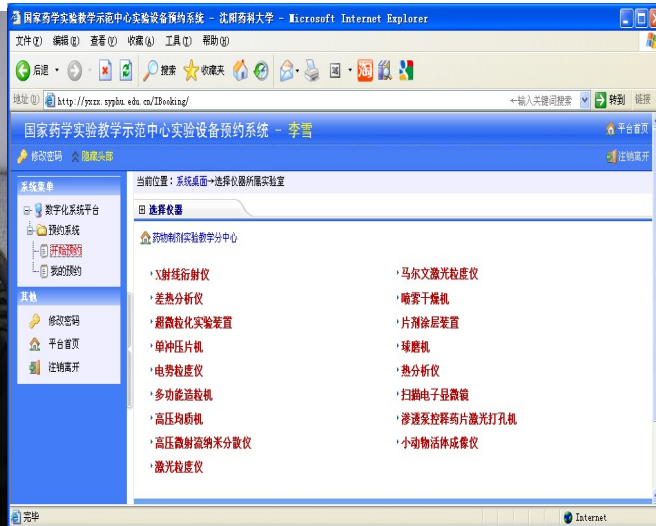 国家药学实验教学示范中心实验设备预约系统 - 沈阳药科大学 - Microsoft Internet Explorer
文件(F) 编辑(E) 查看(V) 收藏(A) 工具(T) 帮助(H)
后退 搜索 收藏夹
地址(D) http://yxzx.syphu.edu.cn/IBooking/ ←输入关键词搜索 转到 链接
国家药学实验教学示范中心实验设备预约系统 - 李雪 平台首页
修改密码 隐藏头部 注销离开
系统菜单
数字化系统平台
预约系统
开始预约
我的预约
其他
修改密码
平台首页
注销离开
当前位置:系统桌面→选择仪器所属实验室
选择仪器
药物制剂实验教学分中心
X射线衍射仪 马尔文激光粒度仪
差热分析仪 喷雾干燥机
超微粒化实验装置 片剂涂层装置
单冲压片机 球磨机
电势粒度仪 热分析仪
多功能造粒机 扫描电子显微镜
高压均质机 渗透泵控释药片激光打孔机
高压微射流纳米分散仪 小动物活体成像仪
激光粒度仪
完毕 Internet